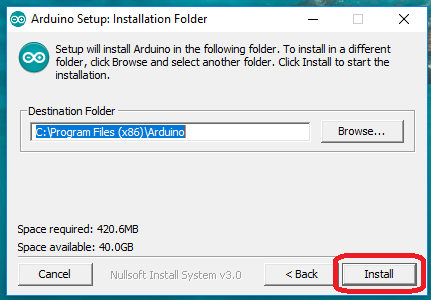 Arduino Setup: Installation Folder
Setup will install Arduino in the following folder. To install in a different
folder, click Browse and select another folder. Click Install to start the
installation.
Destination Folder
C:\Program Files (x86)\Arduino
Browse...
Space required: 420.6MB
Space available: 40.0GB
Cancel
Nullsoft Install System v3.0
< Back
Install